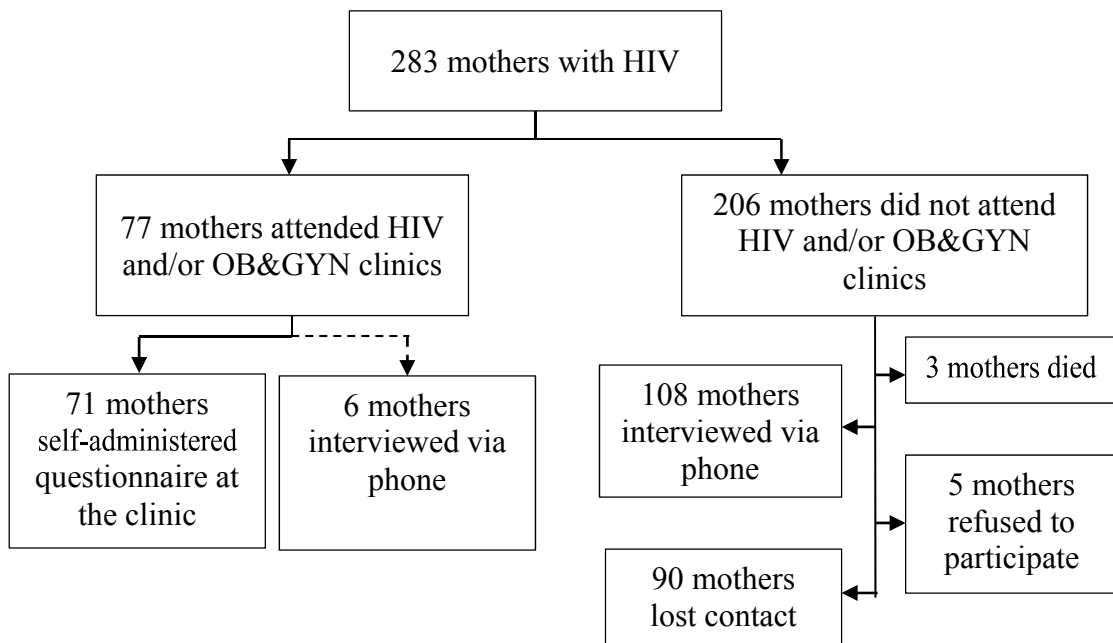 283 mothers with HIV
77 mothers attended HIV
and/or OB&GYN clinics
206 mothers did not attend
HIV and/or OB&GYN
clinics
71 mothers
self-administered
questionnaire at
the clinic
6 mothers
interviewed via
phone
108 mothers
interviewed via
phone
3 mothers died
5 mothers
refused to
participate
90 mothers
lost contact